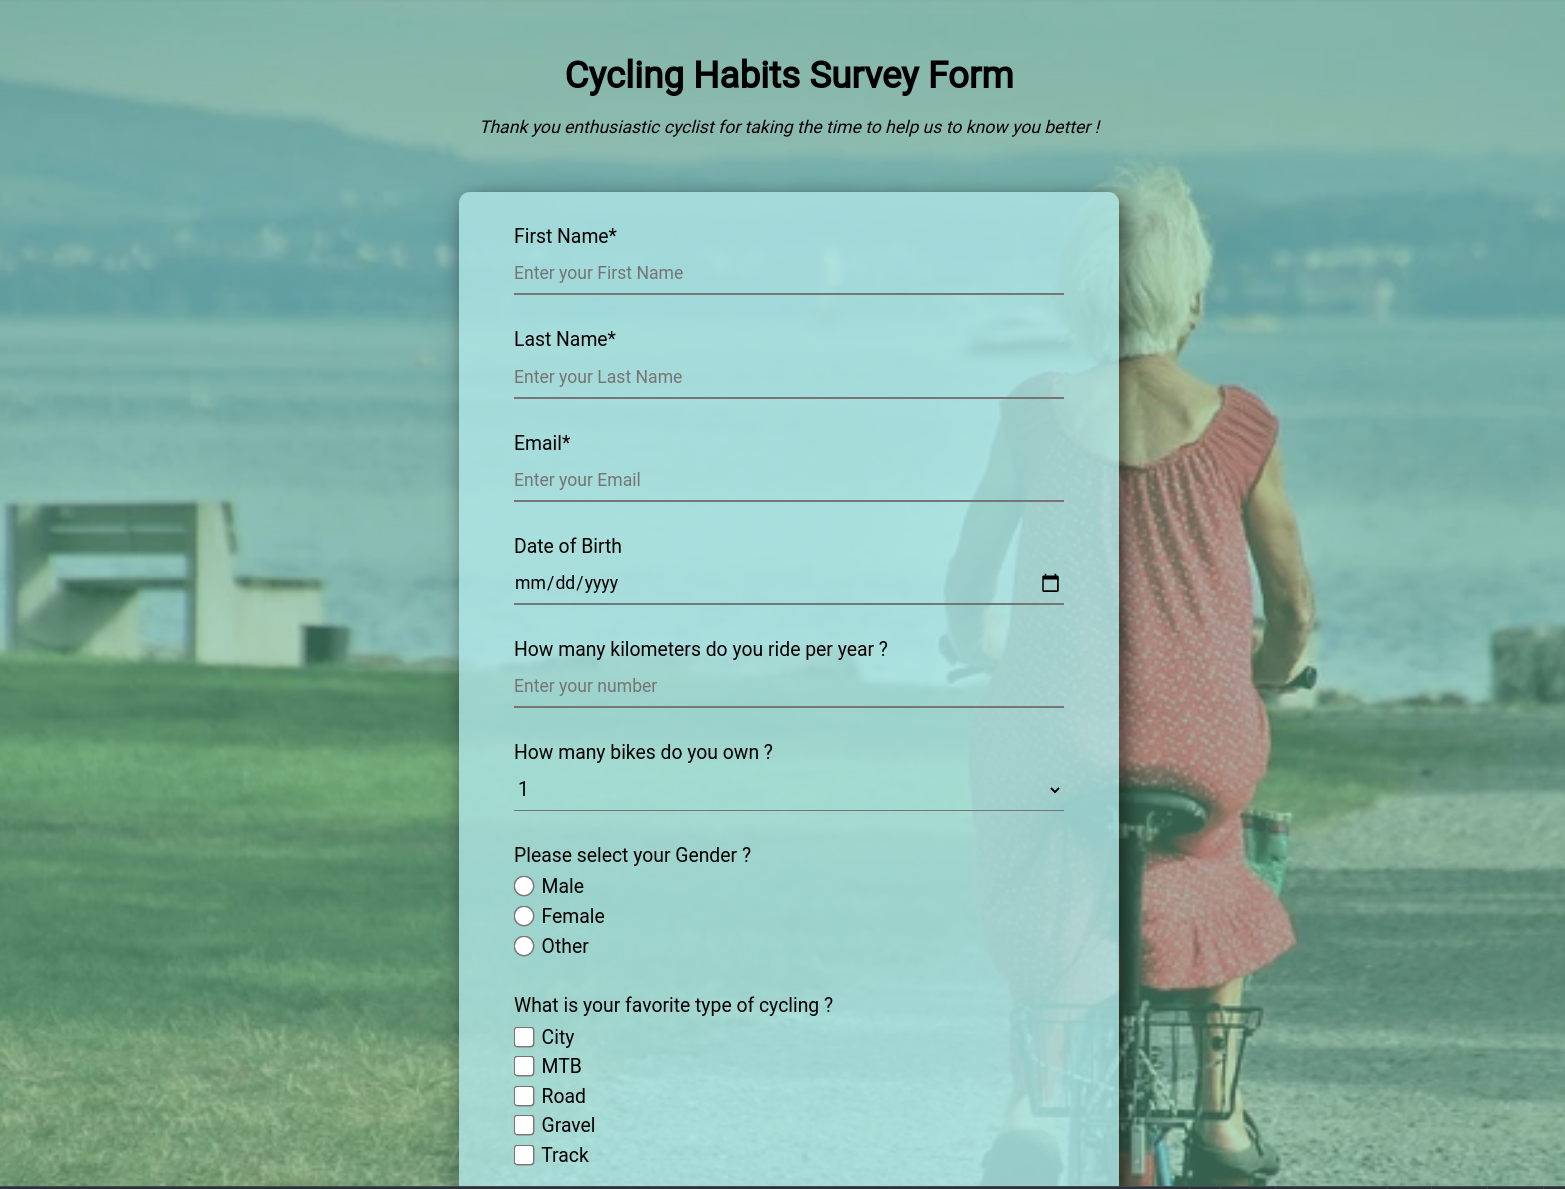 Cycling Habits Survey Form
Thank you enthusiastic cyclist for taking the time to help us to know you better !
First Name*
Enter your First Name
Last Name*
Enter your Last Name
Email*
Enter your Email
Date of Birth
mm/dd/yyyy
How many kilometers do you ride per year ?
Enter your number
How many bikes do you own ?
1
Please select your Gender ?
Male
Female
Other
What is your favorite type of cycling ?
City
MTB
Road
Gravel
Track